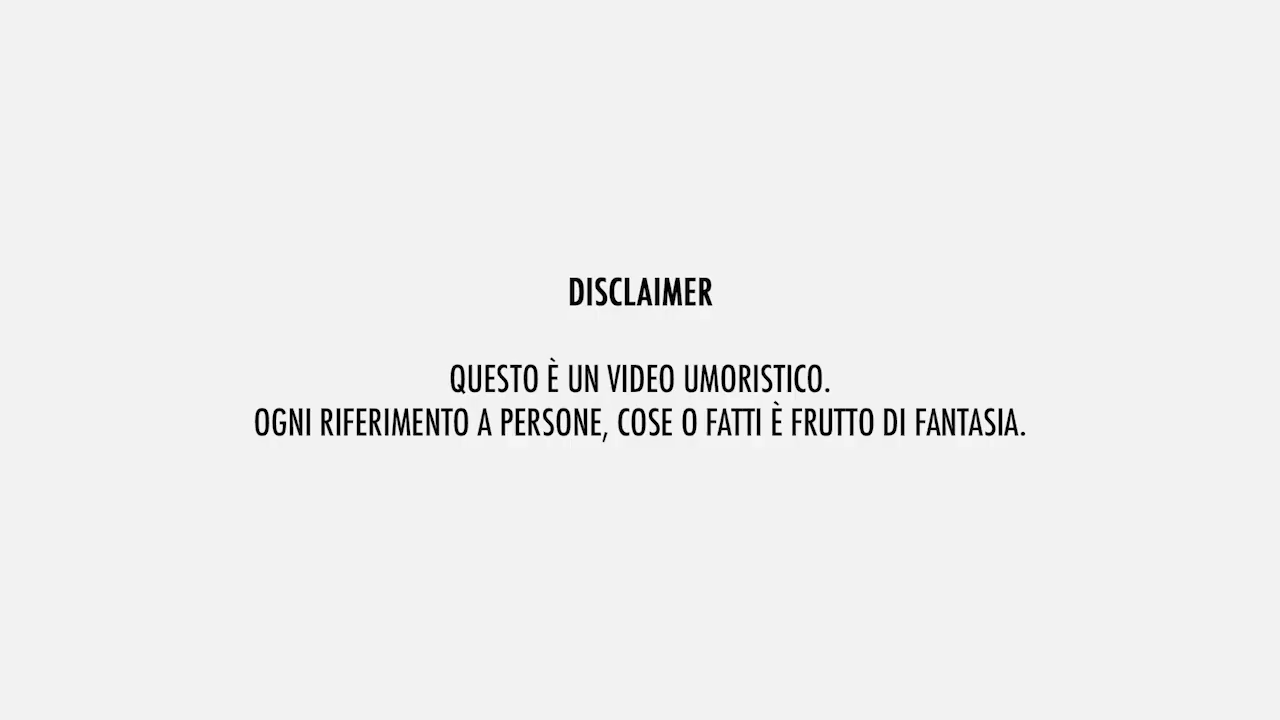 DISCLAIMER
QUESTO È UN VIDEO UMORISTICO.
OGNI RIFERIMENTO A PERSONE, COSE O FATTI È FRUTTO DI FANTASIA.